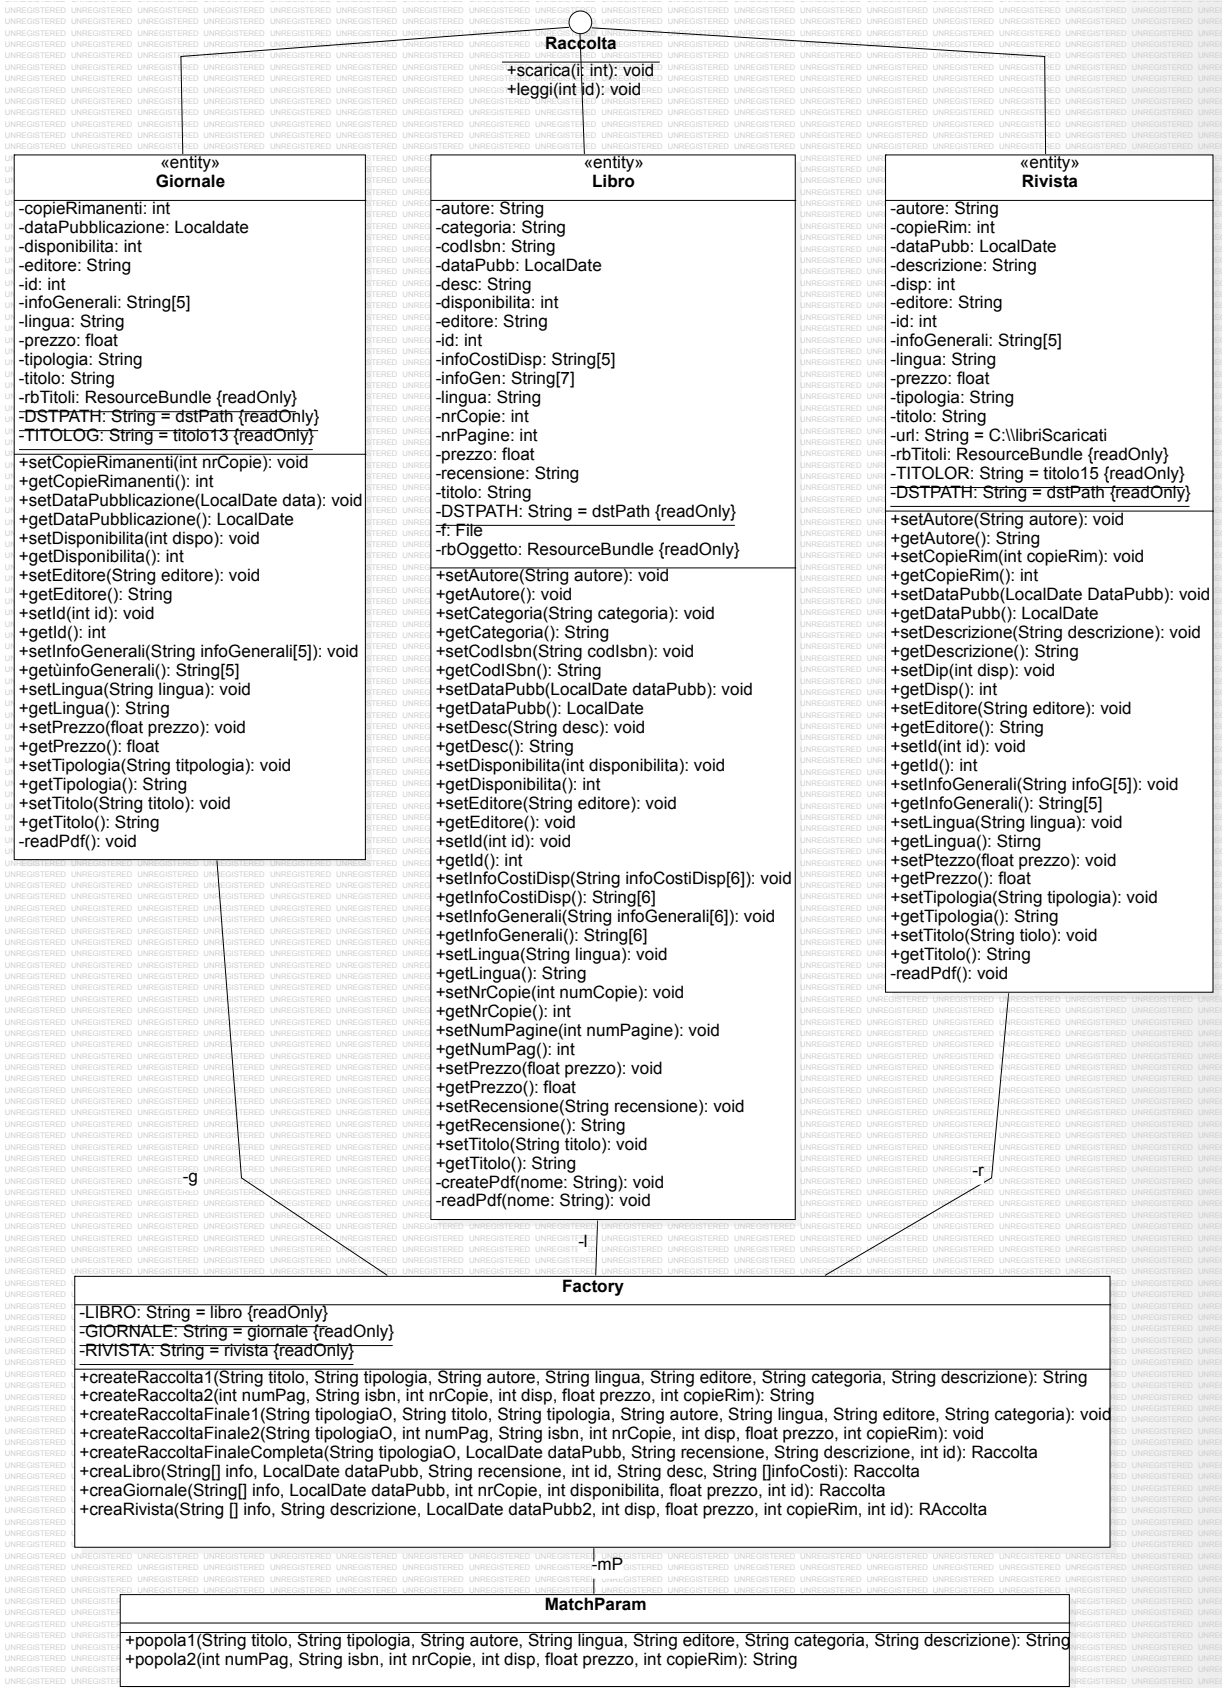 Raccolta
+scarica(i: int): void
+leggi(int id): void
«entity»
Giornale
-copieRimanenti: int
-dataPubblicazione: Localdate
-disponibilita: int
-editore: String
-id: int
-infoGenerali: String[5]
-lingua: String
-prezzo: float
-tipologia: String
-titolo: String
-rbTitoli: ResourceBundle {readOnly}
-DSTPATH: String = dstPath {readOnly}
-TITOLOG: String = titolo13 {readOnly}
+setCopieRimanenti(int nrCopie): void
+getCopieRimanenti(): int
+setDataPubblicazione(LocalDate data): void
+getDataPubblicazione(): LocalDate
+setDisponibilita(int dispo): void
+getDisponibilita(): int
+setEditore(String editore): void
+getEditore(): String
+setId(int id): void
+getId(): int
+setInfoGenerali(String infoGenerali[5]): void
+getùinfoGenerali(): String[5]
+setLingua(String lingua): void
+getLingua(): String
+setPrezzo(float prezzo): void
+getPrezzo(): float
+setTipologia(String titpologia): void
+getTipologia(): String
+setTitolo(String titolo): void
+getTitolo(): String
-readPdf(): void
«entity»
Libro
-autore: String
-categoria: String
-codIsbn: String
-dataPubb: LocalDate
-desc: String
-disponibilita: int
-editore: String
-id: int
-infoCostiDisp: String[5]
-infoGen: String[7]
-lingua: String
-nrCopie: int
-nrPagine: int
-prezzo: float
-recensione: String
-titolo: String
-DSTPATH: String = dstPath {readOnly}
-f: File
-rbOggetto: ResourceBundle {readOnly}
+setAutore(String autore): void
+getAutore(): void
+setCategoria(String categoria): void
+getCategoria(): String
+setCodIsbn(String codIsbn): void
+getCodISbn(): String
+setDataPubb(LocalDate dataPubb): void
+getDataPubb(): LocalDate
+setDesc(String desc): void
+getDesc(): String
+setDisponibilita(int disponibilita): void
+getDisponibilita(): int
+setEditore(String editore): void
+getEditore(): void
+setId(int id): void
+getId(): int
+setInfoCostiDisp(String infoCostiDisp[6]): void
+getInfoCostiDisp(): String[6]
+setInfoGenerali(String infoGenerali[6]): void
+getInfoGenerali(): String[6]
+setLingua(String lingua): void
+getLingua(): String
+setNrCopie(int numCopie): void
+getNrCopie(): int
+setNumPagine(int numPagine): void
+getNumPag(): int
+setPrezzo(float prezzo): void
+getPrezzo(): float
+setRecensione(String recensione): void
+getRecensione(): String
+setTitolo(String titolo): void
+getTitolo(): String
-createPdf(nome: String): void
-readPdf(nome: String): void
«entity»
Rivista
-autore: String
-copieRim: int
-dataPubb: LocalDate
-descrizione: String
-disp: int
-editore: String
-id: int
-infoGenerali: String[5]
-lingua: String
-prezzo: float
-tipologia: String
-titolo: String
-url: String = C:\\libriScaricati
-rbTitoli: ResourceBundle {readOnly}
-TITOLOR: String = titolo15 {readOnly}
-DSTPATH: String = dstPath {readOnly}
+setAutore(String autore): void
+getAutore(): String
+setCopieRim(int copieRim): void
+getCopieRim(): int
+setDataPubb(LocalDate DataPubb): void
+getDataPubb(): LocalDate
+setDescrizione(String descrizione): void
+getDescrizione(): String
+setDip(int disp): void
+getDisp(): int
+setEditore(String editore): void
+getEditore(): String
+setId(int id): void
+getId(): int
+setInfoGenerali(String infoG[5]): void
+getInfoGenerali(): String[5]
+setLingua(String lingua): void
+getLingua(): Stirng
+setPtezzo(float prezzo): void
+getPrezzo(): float
+setTipologia(String tipologia): void
+getTipologia(): String
+setTitolo(String tiolo): void
+getTitolo(): String
-readPdf(): void
-g
-l
-r
Factory
-LIBRO: String = libro {readOnly}
-GIORNALE: String = giornale {readOnly}
-RIVISTA: String = rivista {readOnly}
+createRaccolta1(String titolo, String tipologia, String autore, String lingua, String editore, String categoria, String descrizione): String
+createRaccolta2(int numPag, String isbn, int nrCopie, int disp, float prezzo, int copieRim): String
+createRaccoltaFinale1(String tipologiaO, String titolo, String tipologia, String autore, String lingua, String editore, String categoria): void
+createRaccoltaFinale2(String tipologiaO, int numPag, String isbn, int nrCopie, int disp, float prezzo, int copieRim): void
+createRaccoltaFinaleCompleta(String tipologiaO, LocalDate dataPubb, String recensione, String descrizione, int id): Raccolta
+creaLibro(String[] info, LocalDate dataPubb, String recensione, int id, String desc, String []infoCosti): Raccolta
+creaGiornale(String[] info, LocalDate dataPubb, int nrCopie, int disponibilita, float prezzo, int id): Raccolta
+creaRivista(String [] info, String descrizione, LocalDate dataPubb2, int disp, float prezzo, int copieRim, int id): RAccolta
-mP
MatchParam
+popola1(String titolo, String tipologia, String autore, String lingua, String editore, String categoria, String descrizione): String
+popola2(int numPag, String isbn, int nrCopie, int disp, float prezzo, int copieRim): String